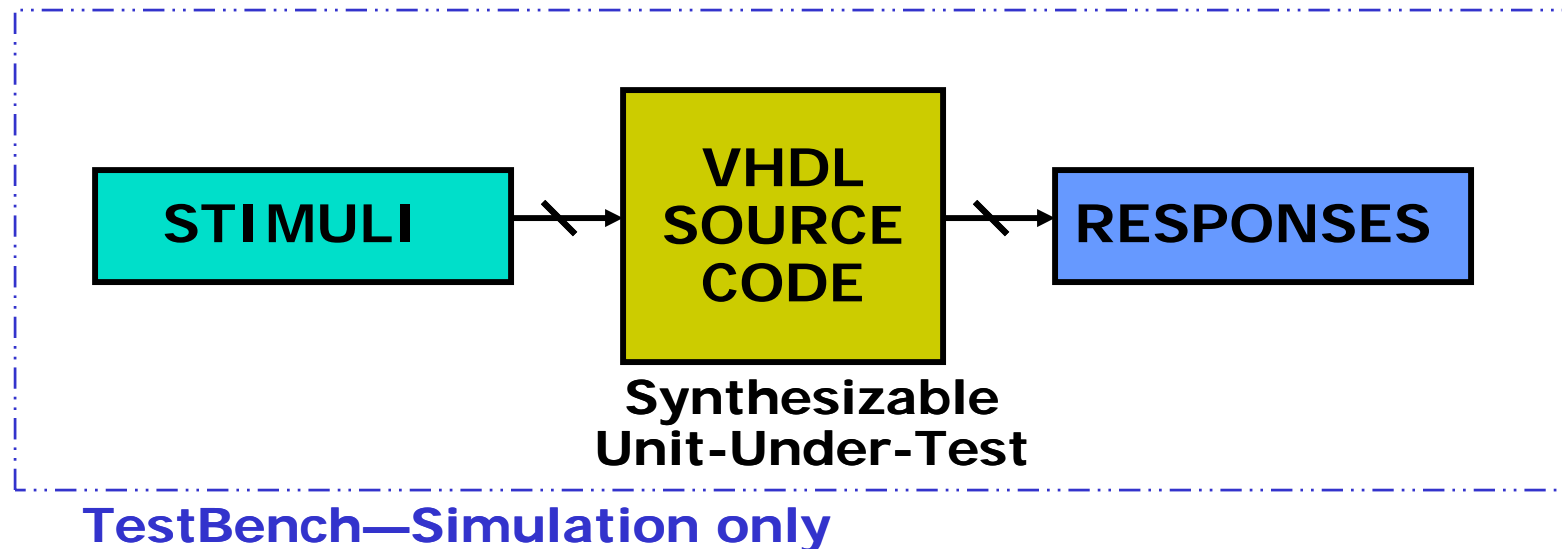 STIMULI
VHDL
SOURCE
CODE
RESPONSES
Synthesizable
Unit-Under-Test
TestBench—Simulation only